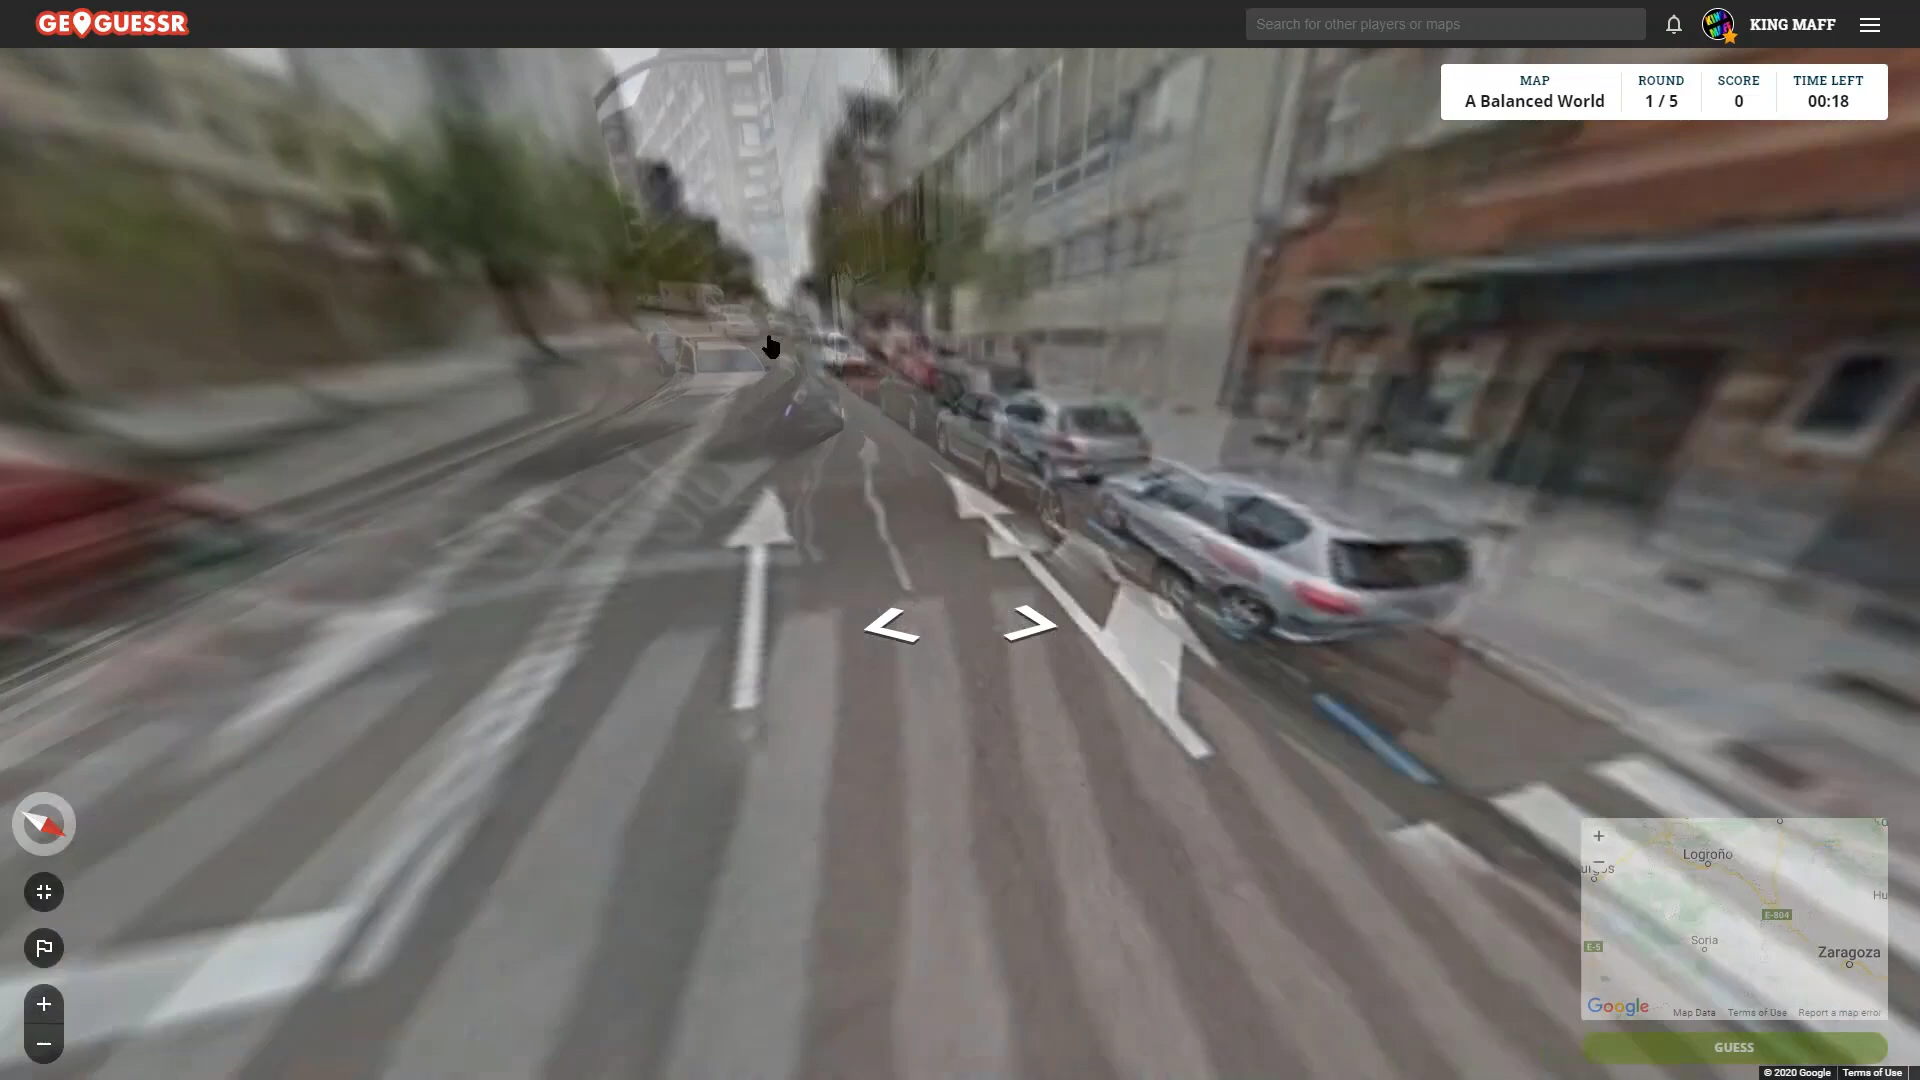 GEOGUESSR
Search for other players or maps
KING MAFF
MAP
A Balanced World
ROUND
1 / 5
SCORE
0
TIME LEFT
00:18
Logroño
E-804
Soria
E-5
Zaragoza
Hu
Google
Map Data
Terms of Use
Report a map error
GUESS
© 2020 Google
Terms of Use